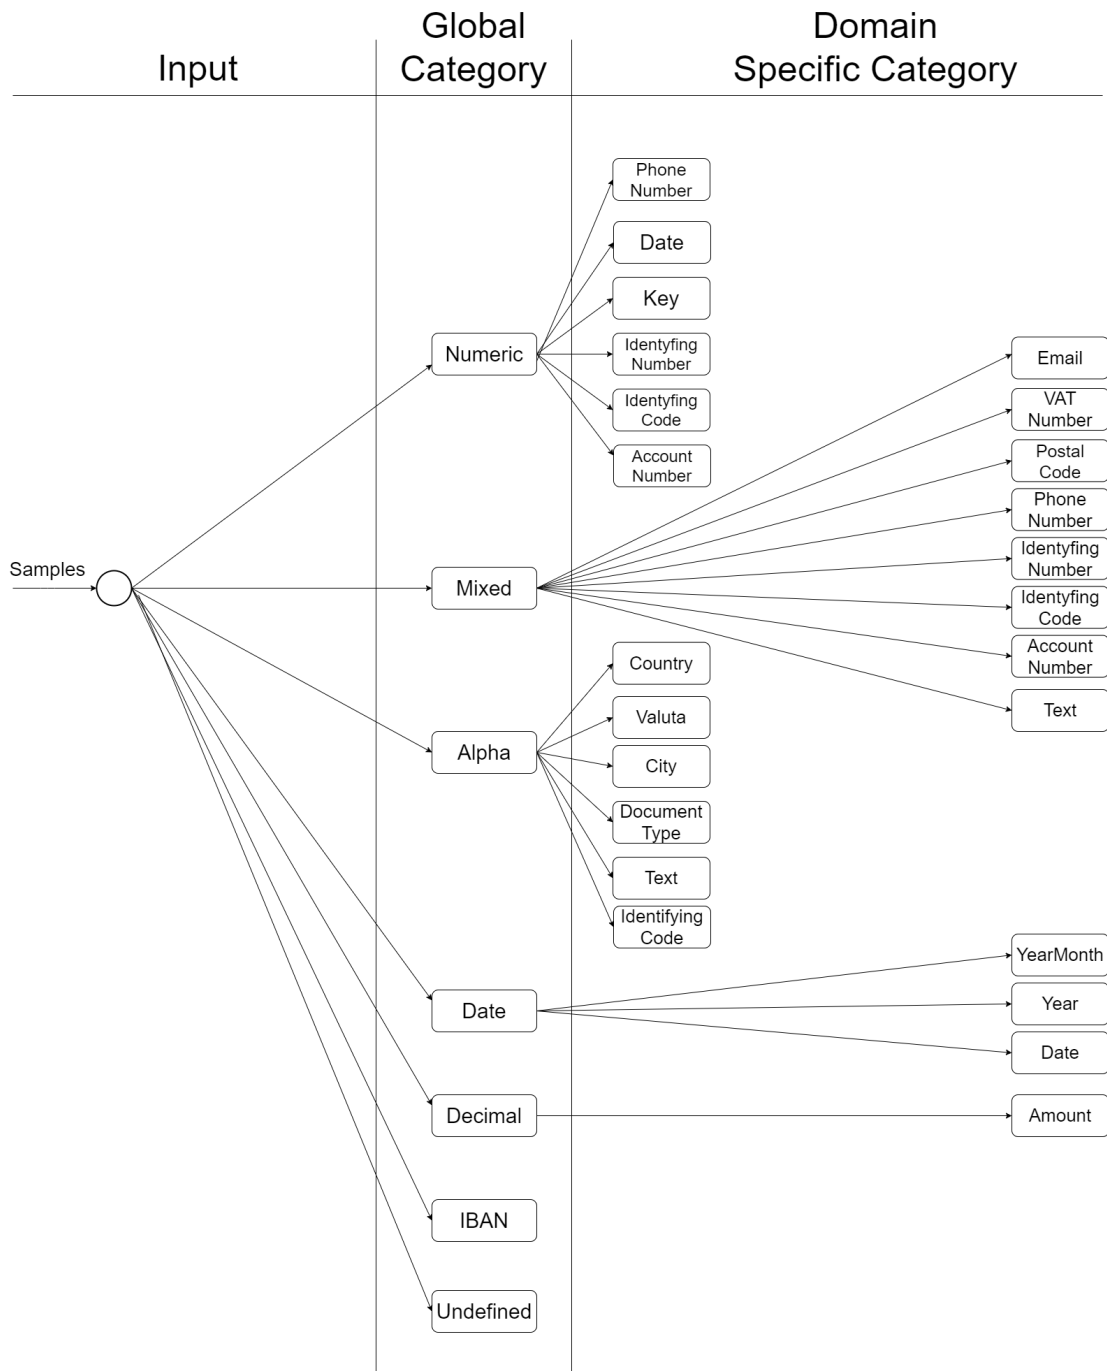 Input
Global
Category
Domain
Specific Category
Phone
Number
Date
Key
Identyfing
Number
Identyfing
Code
Account
Number
Numeric
Email
VAT
Number
Postal
Code
Phone
Number
Identyfing
Number
Identyfing
Code
Account
Number
Text
Samples
Mixed
Country
Valuta
City
Document
Type
Text
Identifying
Code
Alpha
YearMonth
Year
Date
Date
Decimal
Amount
IBAN
Undefined